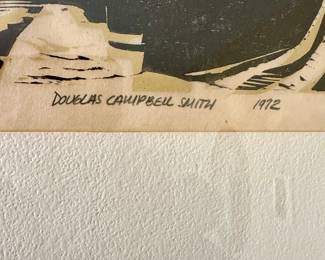 DOUGLAS CAMPBELL SMITH 1972